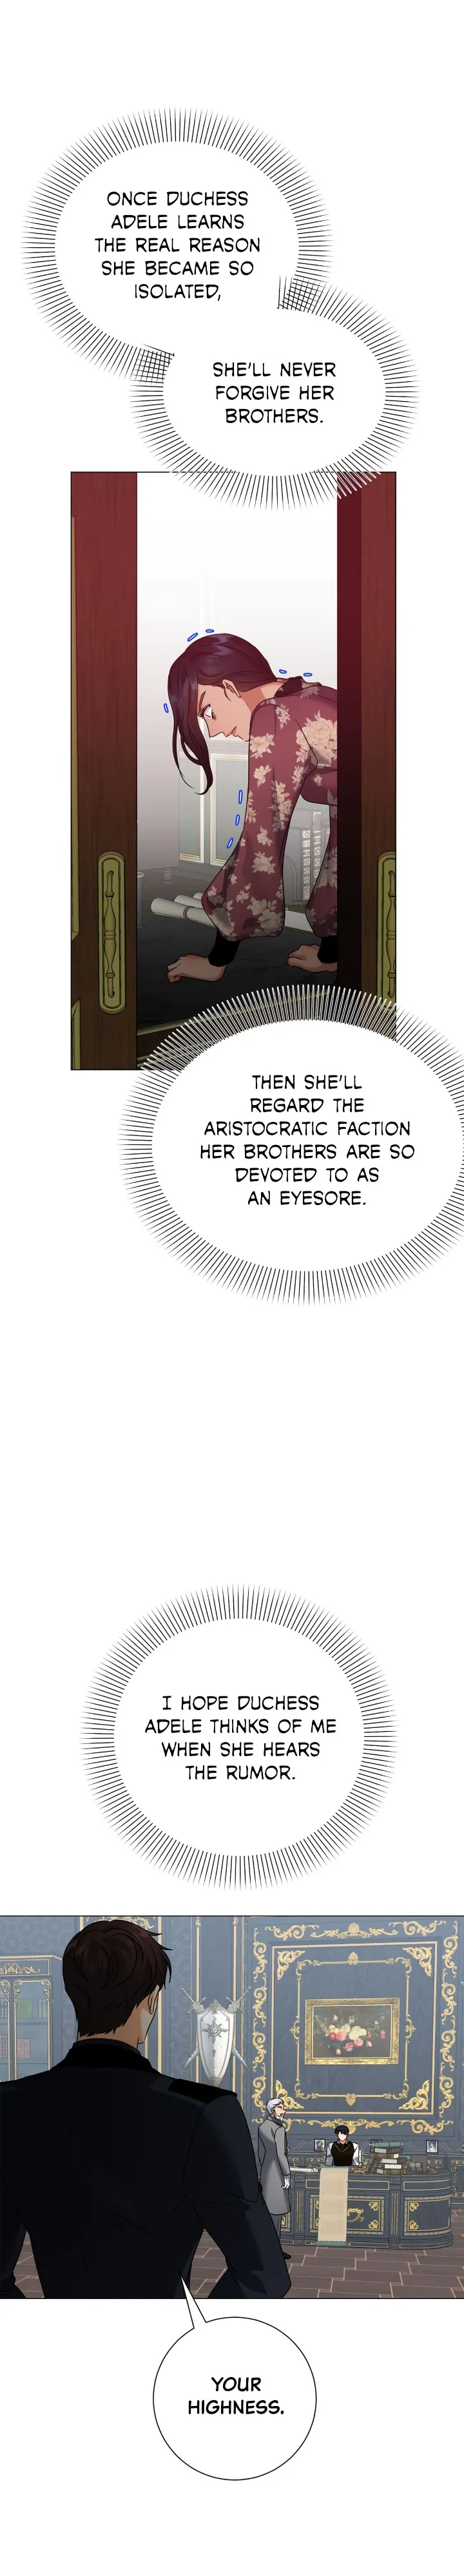 ONCE DUCHESS
ADELE LEARNS
THE REAL REASON
SHE BECAME SO
ISOLATED,
SHE'LL NEVER
FORGIVE HER
BROTHERS.
THEN SHE'LL
REGARD THE
ARISTOCRATIC FACTION
HER BROTHERS ARE SO
DEVOTED TO AS
AN EYESORE.
I HOPE DUCHESS
ADELE THINKS OF ME
WHEN SHE HEARS
THE RUMOR.
YOUR
HIGHNESS.